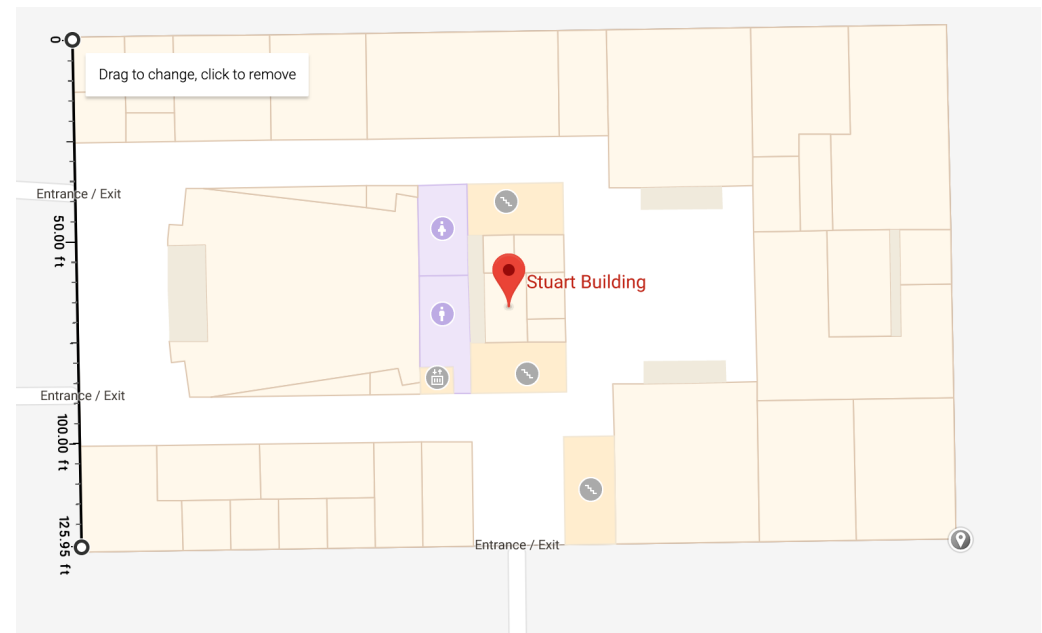 0
Drag to change, click to remove
Entrance / Exit
50.00 ft
Stuart Building
Entrance / Exit
100.00 ft
125.95 ft
Entrance / Exit